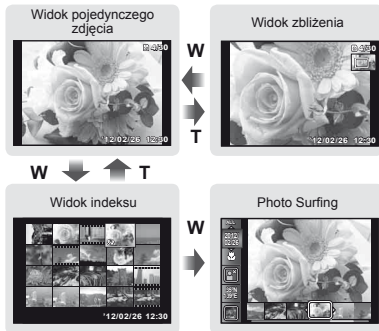 Widok pojedynczego
zdjęcia
4/30
'12/02/26 12:30
W
T
Widok zbliżenia
4/30
'12/02/26 12:30
W
T
Widok indeksu
'12/02/26 12:30
W
Photo Surfing
ALL
2012
02/26